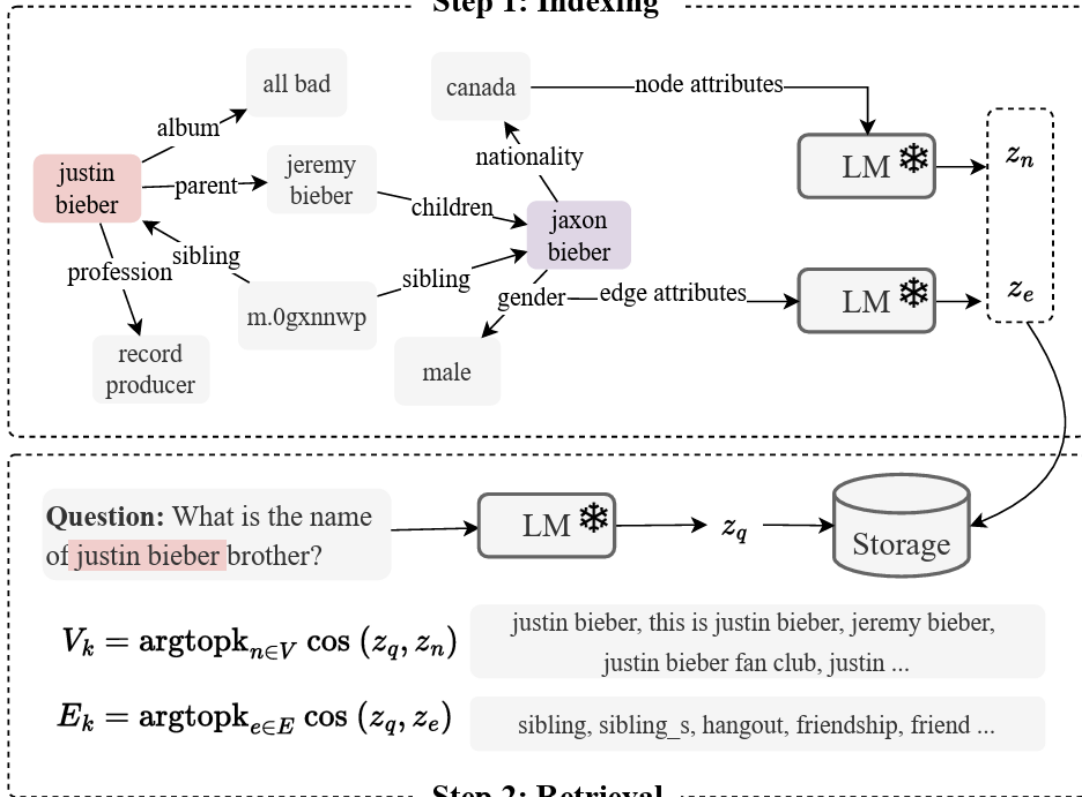 Step 1: Indexing
all bad
canada
node attributes
album
LM
z_n
justin
bieber
parent
jeremy
bieber
nationality
children
jaxon
bieber
sibling
profession
sibling
gender
edge attributes
LM
z_e
m.0gxnnwp
record
producer
male
Question: What is the name
of justin bieber brother?
LM
z_q
Storage
V_k = argtopk_{n∈V} cos (z_q, z_n)
justin bieber, this is justin bieber, jeremy bieber,
justin bieber fan club, justin ...
E_k = argtopk_{e∈E} cos (z_q, z_e)
sibling, sibling_s, hangout, friendship, friend ...
Step 2: Retrieval